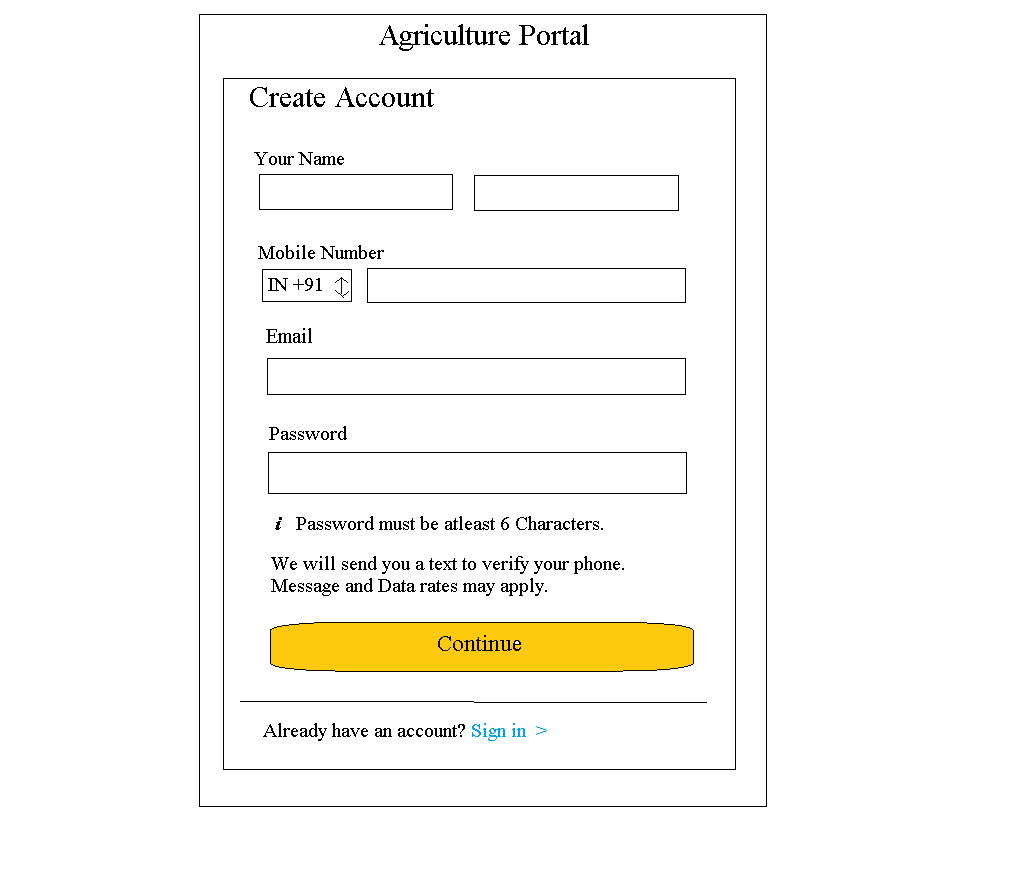 Agriculture Portal
Create Account
Your Name
Mobile Number
IN +91
Email
Password
i Password must be atleast 6 Characters.
We will send you a text to verify your phone.
Message and Data rates may apply.
Continue
Already have an account? Sign in >